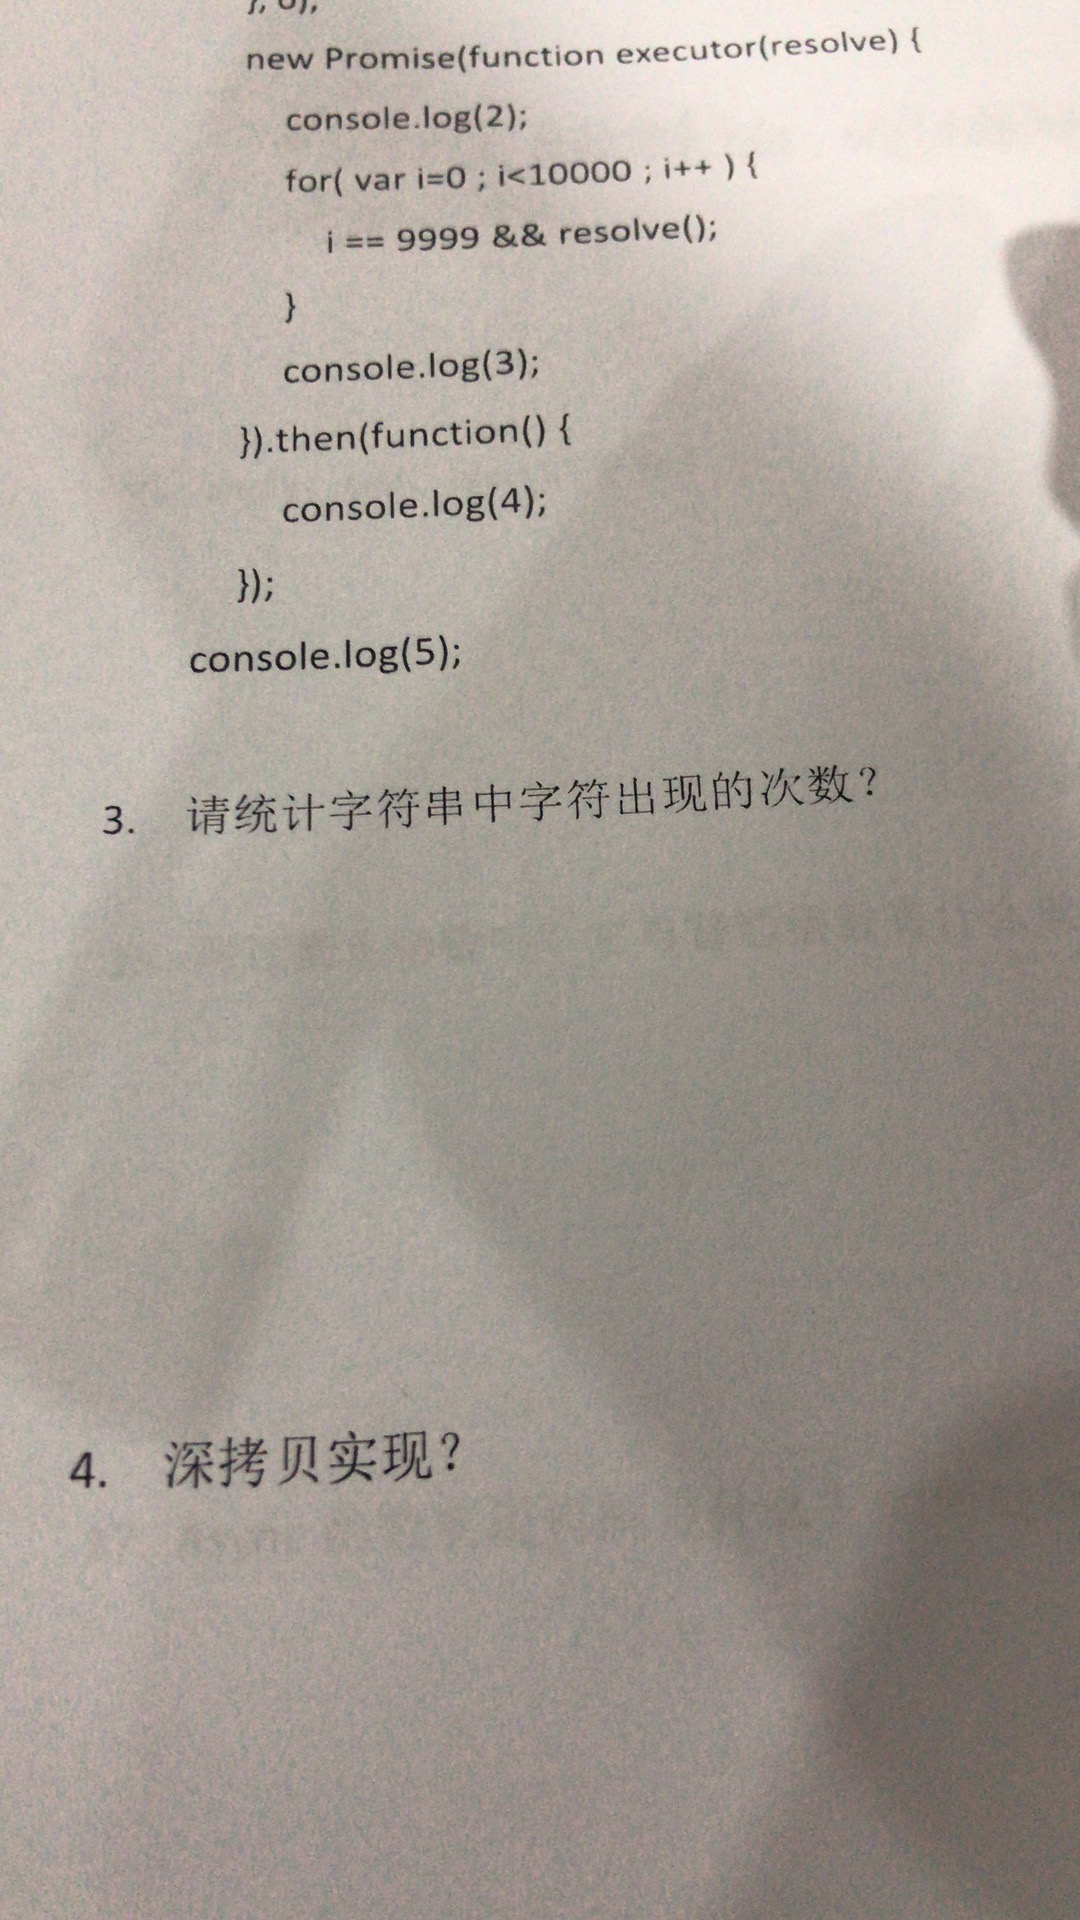 }, 0);
new Promise(function executor(resolve) {
console.log(2);
for( var i=0 ; i<10000 ; i++ ) {
i == 9999 && resolve();
}
console.log(3);
}).then(function() {
console.log(4);
});
console.log(5);
3. 请统计字符串中字符出现的次数？
4. 深拷贝实现？